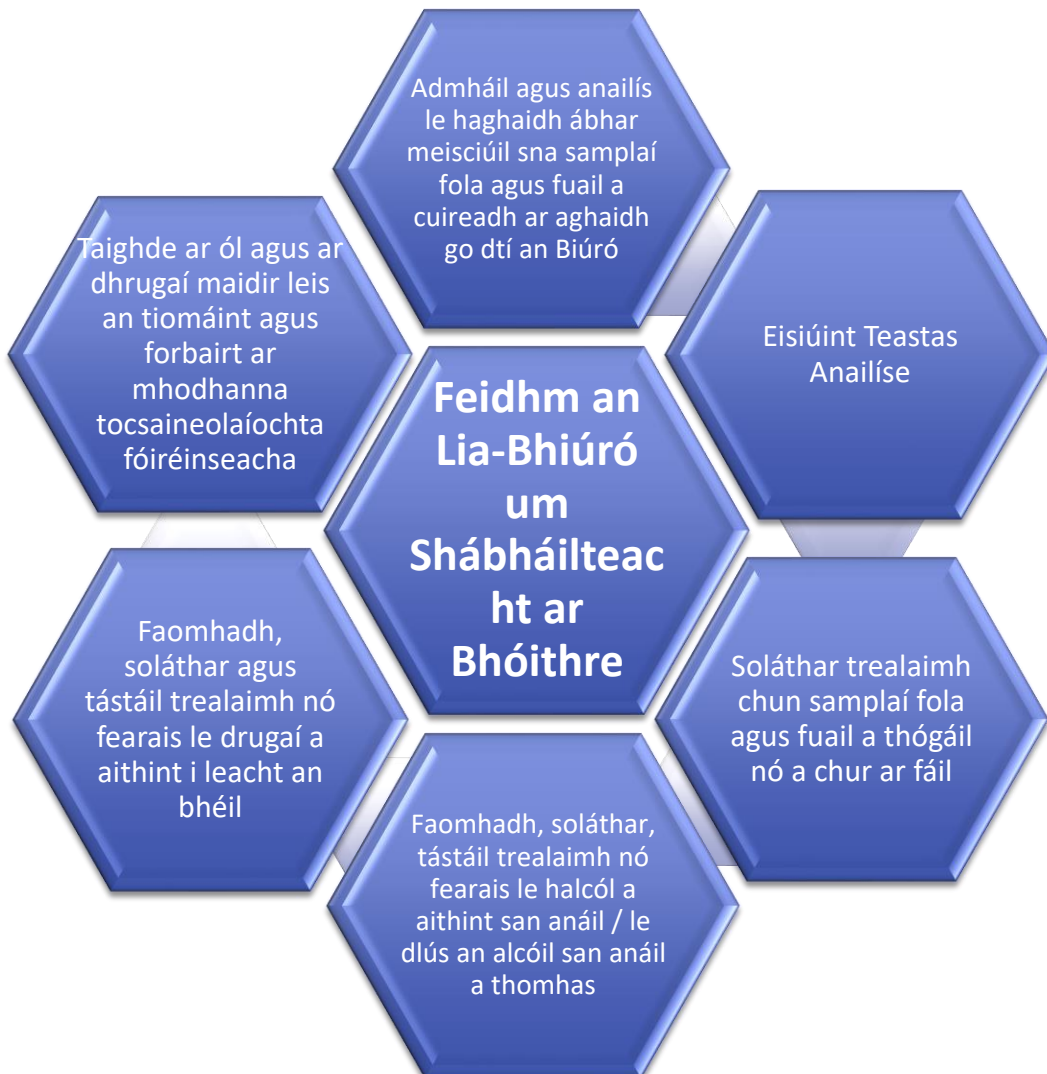 Admháil agus anailís
le haghaidh ábhar
meisciúil sna samplaí
fola agus fuail a
cuireadh ar aghaidh
go dtí an Biúró
Eisiúint Teastas
Anailíse
Soláthar trealaimh
chun samplaí fola
agus fuail a thógáil
nó a chur ar fáil
Faomhadh, soláthar,
tástáil trealaimh nó
fearais le halcól a
aithint san anáil / le
dlús an alcóil san anáil
a thomhas
Faomhadh,
soláthar agus
tástáil trealaimh nó
fearais le drugaí a
aithint i leacht an
bhéil
Taighde ar ól agus ar
dhrugaí maidir leis
an tiomáint agus
forbairt ar
mhodhanna
tocsaineolaíochta
fóiréinseacha
Feidhm an
Lia-Bhiúró
um
Shábháilteac
ht ar
Bhóithre